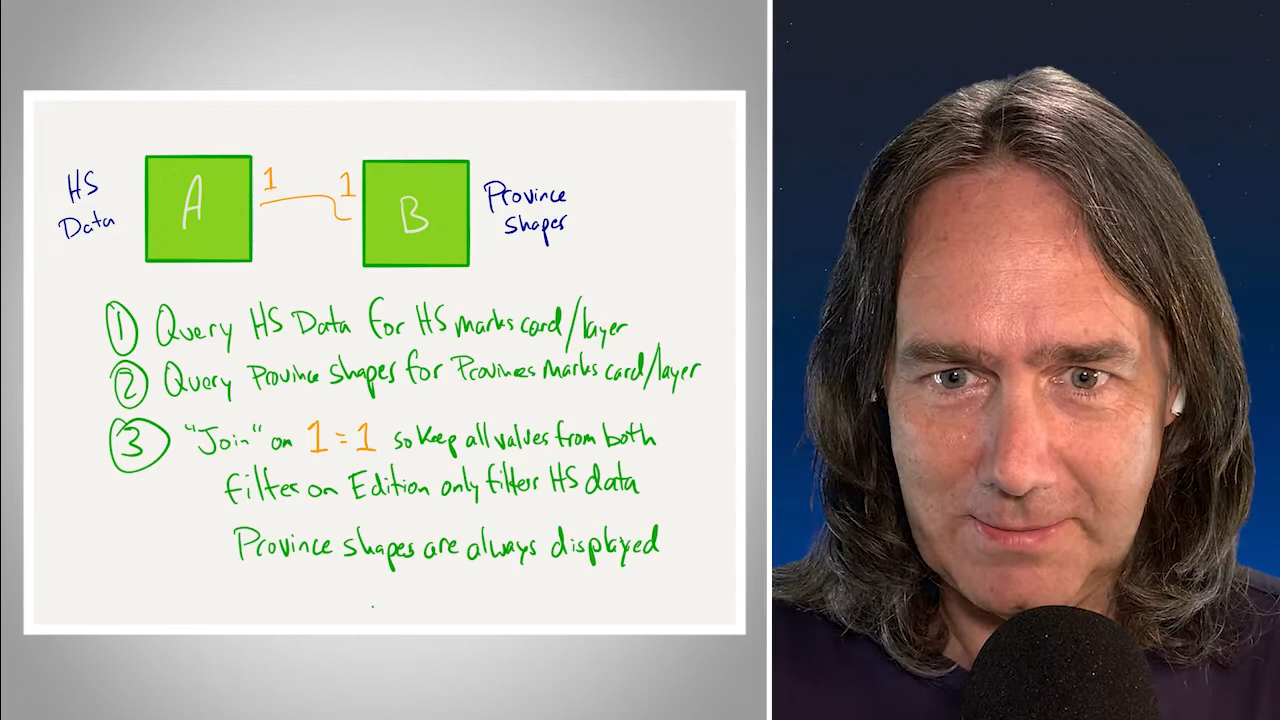 HS
Data
A
1
1
B
Province
shapes
1 Query HS Data for HS marks card/layer
2 Query Province shapes for Provinces marks card/layer
3 "Join" on 1 = 1 so keep all values from both
filter on Edition only filters HS data
Province shapes are always displayed